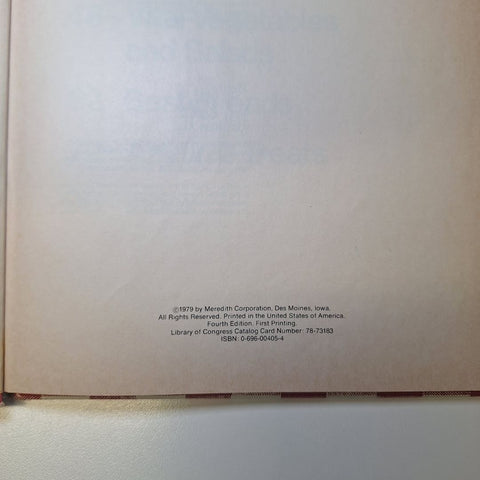 ©1979 by Meredith Corporation, Des Moines, Iowa.
All Rights Reserved. Printed in the United States of America.
Fourth Edition. First Printing.
Library of Congress Catalog Card Number: 78-73183
ISBN: 0-696-00405-4